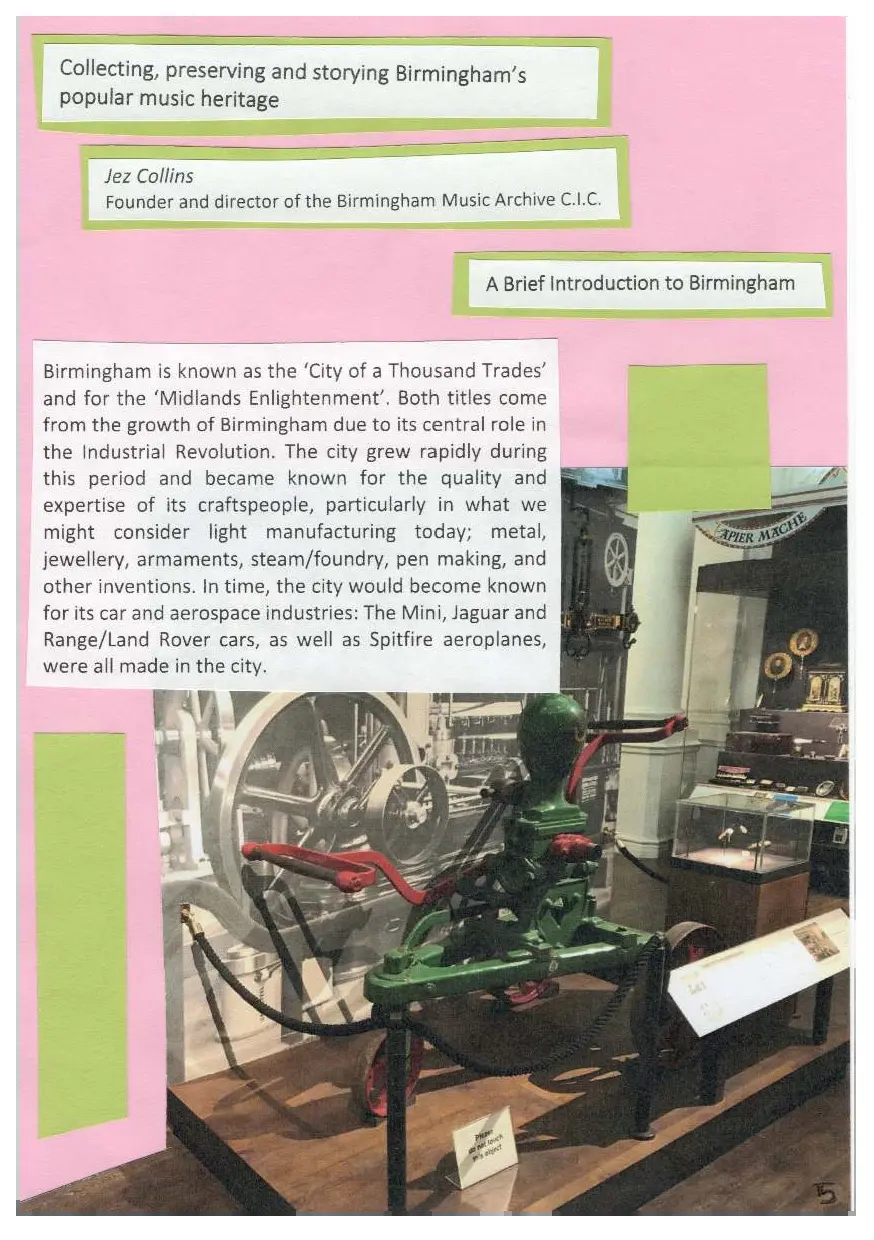 Collecting, preserving and storying Birmingham's
popular music heritage
Jez Collins
Founder and director of the Birmingham Music Archive C.I.C.
A Brief Introduction to Birmingham
Birmingham is known as the 'City of a Thousand Trades'
and for the 'Midlands Enlightenment'. Both titles come
from the growth of Birmingham due to its central role in
the Industrial Revolution. The city grew rapidly during
this period and became known for the quality and
expertise of its craftspeople, particularly in what we
might consider light manufacturing today; metal,
jewellery, armaments, steam/foundry, pen making, and
other inventions. In time, the city would become known
for its car and aerospace industries: The Mini, Jaguar and
Range/Land Rover cars, as well as Spitfire aeroplanes,
were all made in the city.
APIER MACHE
Please
do not touch
this object